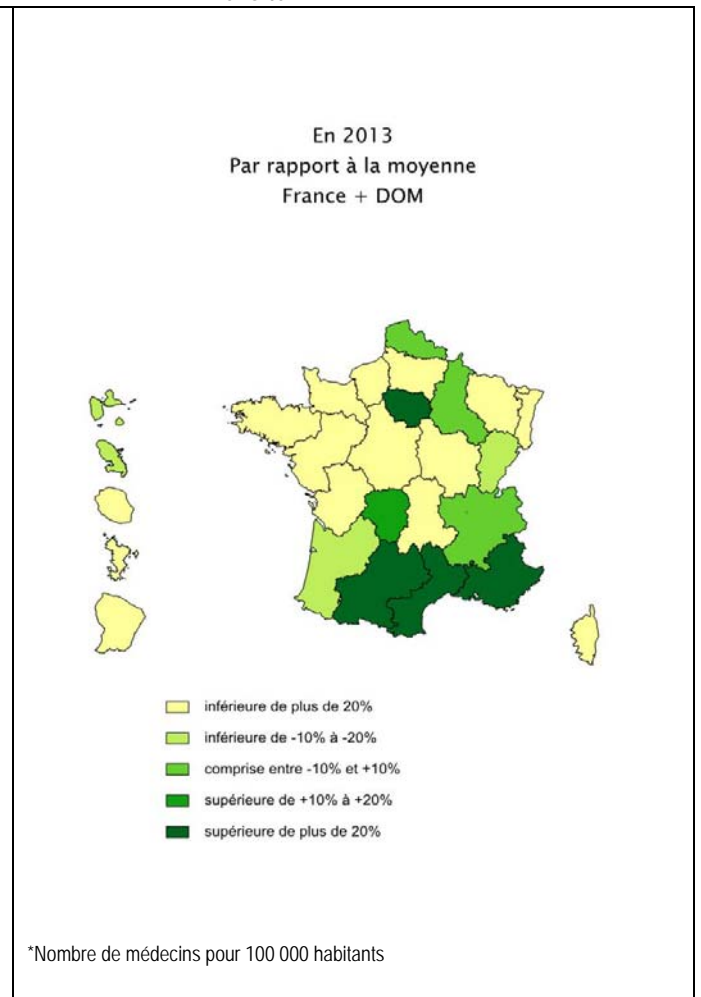 En 2013
Par rapport à la moyenne
France + DOM
inférieure de plus de 20%
inférieure de -10% à -20%
comprise entre -10% et +10%
supérieure de +10% à +20%
supérieure de plus de 20%
*Nombre de médecins pour 100 000 habitants